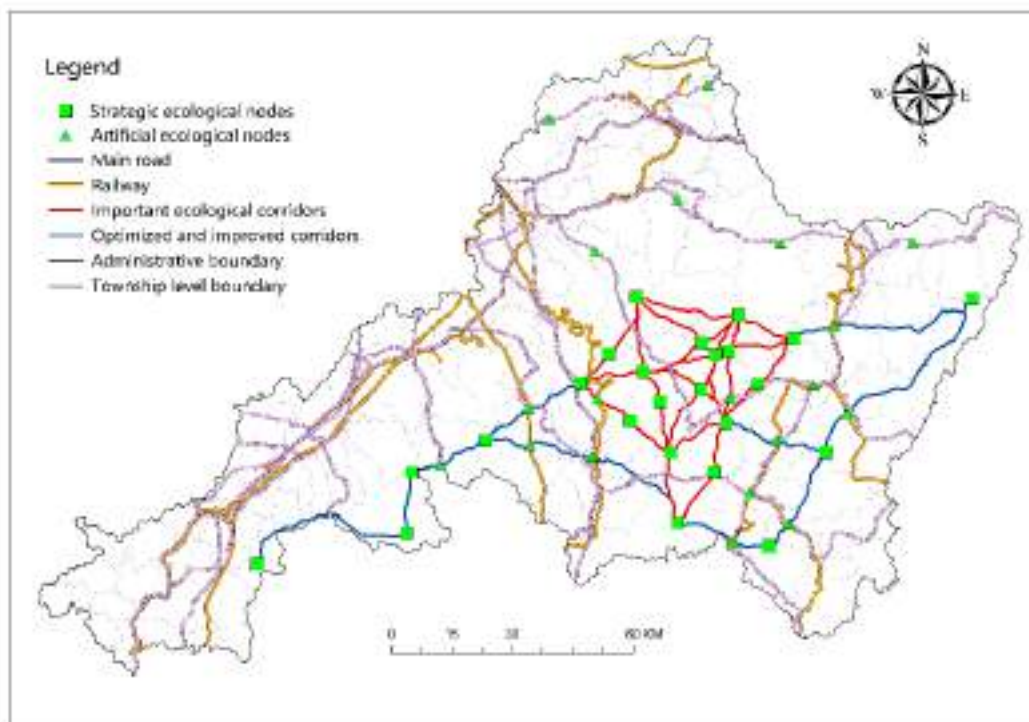 Legend
Strategic ecological nodes
Artificial ecological nodes
Main road
Railway
Important ecological corridors
Optimized and improved corridors
Administrative boundary
Township level boundary
N
W E
S
0 15 30 60 KM